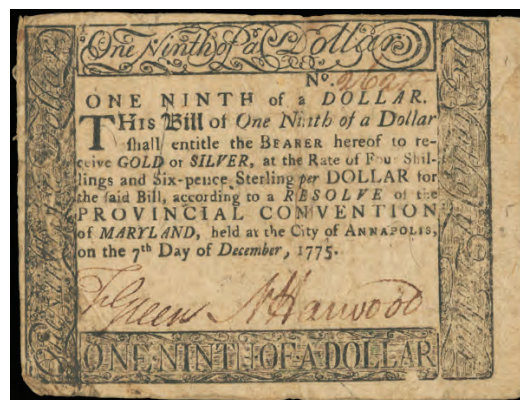 One Ninth of a Dollar
No.
ONE NINTH of a DOLLAR.
THIS Bill of One Ninth of a Dollar
shall entitle the BEARER hereof to re-
ceive GOLD or SILVER, at the Rate of Four Shil-
lings and Six-pence Sterling per DOLLAR for
the said Bill, according to a RESOLVE of the
PROVINCIAL CONVENTION
of MARYLAND, held at the City of ANNAPOLIS,
on the 7th Day of December, 1775.
F Green N Harwood
ONE NINTH OF A DOLLAR